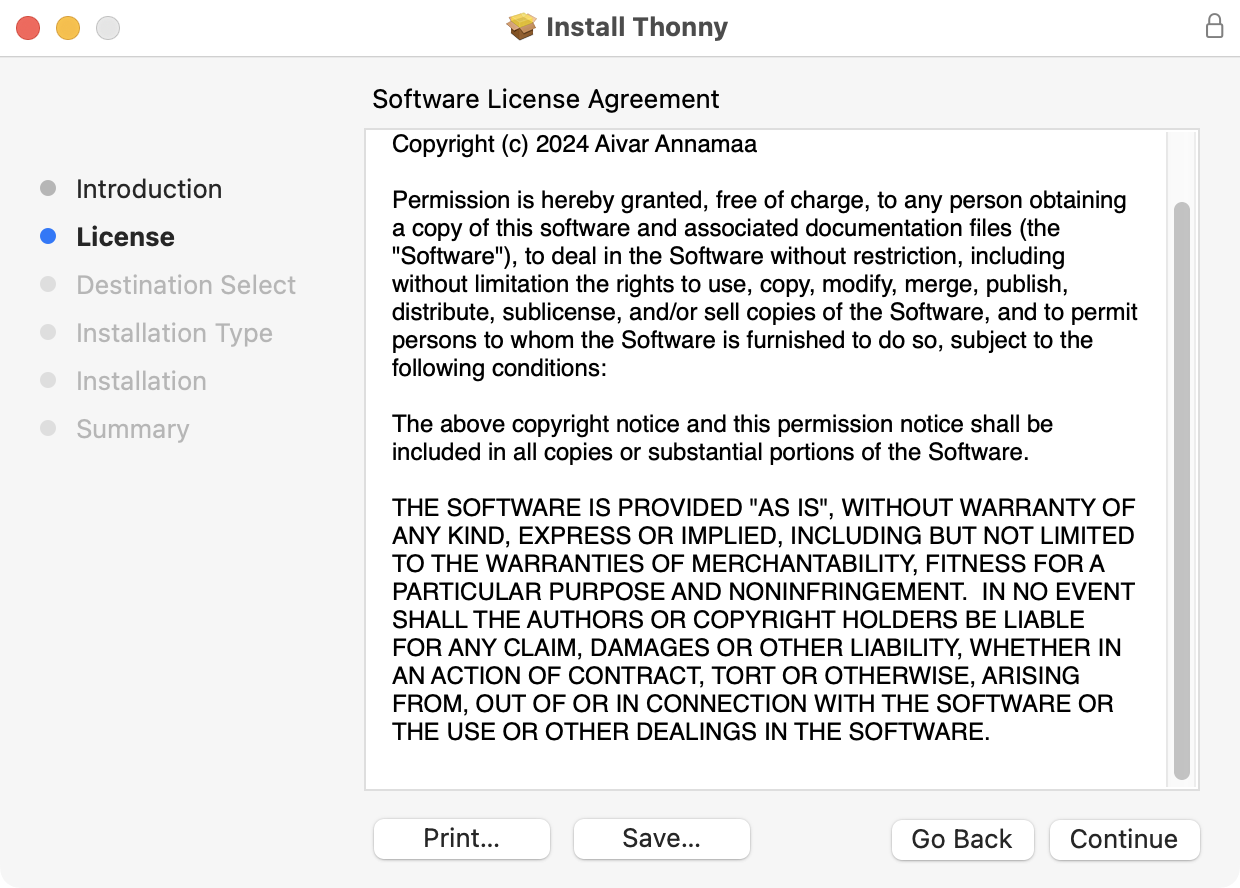 Install Thonny
Software License Agreement
Introduction
License
Destination Select
Installation Type
Installation
Summary
Copyright (c) 2024 Aivar Annamaa
Permission is hereby granted, free of charge, to any person obtaining
a copy of this software and associated documentation files (the
"Software"), to deal in the Software without restriction, including
without limitation the rights to use, copy, modify, merge, publish,
distribute, sublicense, and/or sell copies of the Software, and to permit
persons to whom the Software is furnished to do so, subject to the
following conditions:
The above copyright notice and this permission notice shall be
included in all copies or substantial portions of the Software.
THE SOFTWARE IS PROVIDED "AS IS", WITHOUT WARRANTY OF
ANY KIND, EXPRESS OR IMPLIED, INCLUDING BUT NOT LIMITED
TO THE WARRANTIES OF MERCHANTABILITY, FITNESS FOR A
PARTICULAR PURPOSE AND NONINFRINGEMENT.  IN NO EVENT
SHALL THE AUTHORS OR COPYRIGHT HOLDERS BE LIABLE
FOR ANY CLAIM, DAMAGES OR OTHER LIABILITY, WHETHER IN
AN ACTION OF CONTRACT, TORT OR OTHERWISE, ARISING
FROM, OUT OF OR IN CONNECTION WITH THE SOFTWARE OR
THE USE OR OTHER DEALINGS IN THE SOFTWARE.
Print... Save... Go Back Continue